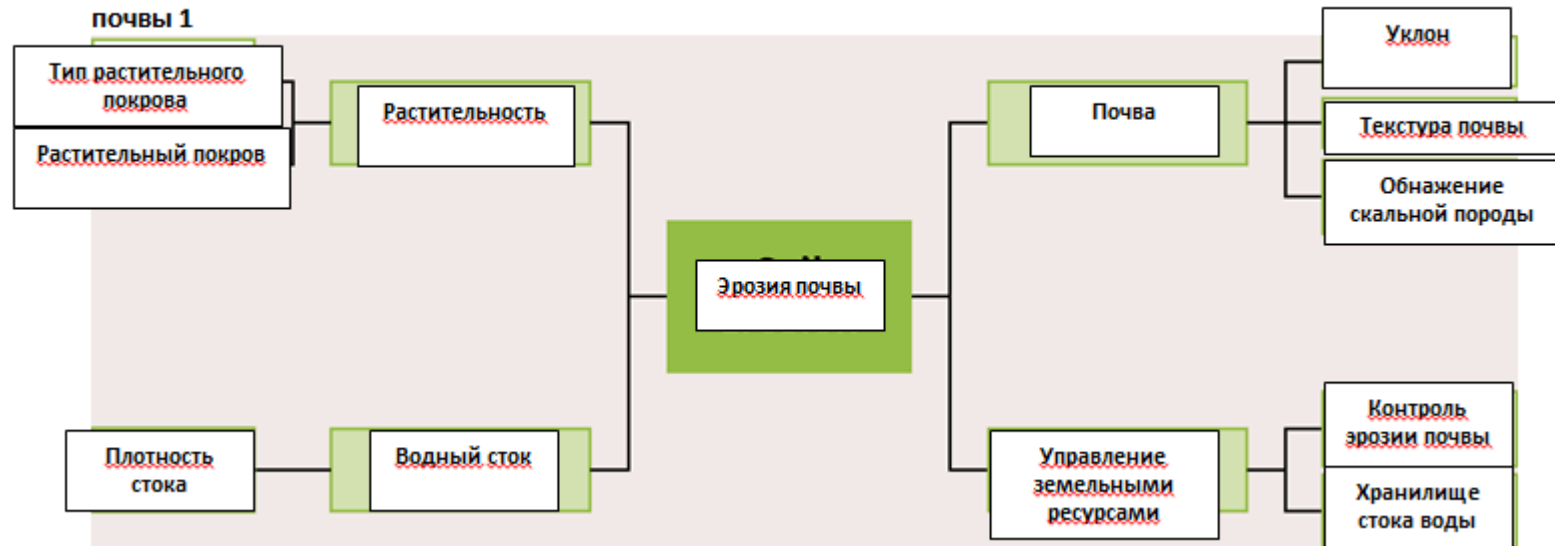 почвы 1
Тип растительного
покрова
Растительный покров
Растительность
Плотность
стока
Водный сток
Эрозия почвы
Почва
Уклон
Текстура почвы
Обнажение
скальной породы
Управление
земельными
ресурсами
Контроль
эрозии почвы
Хранилище
стока воды